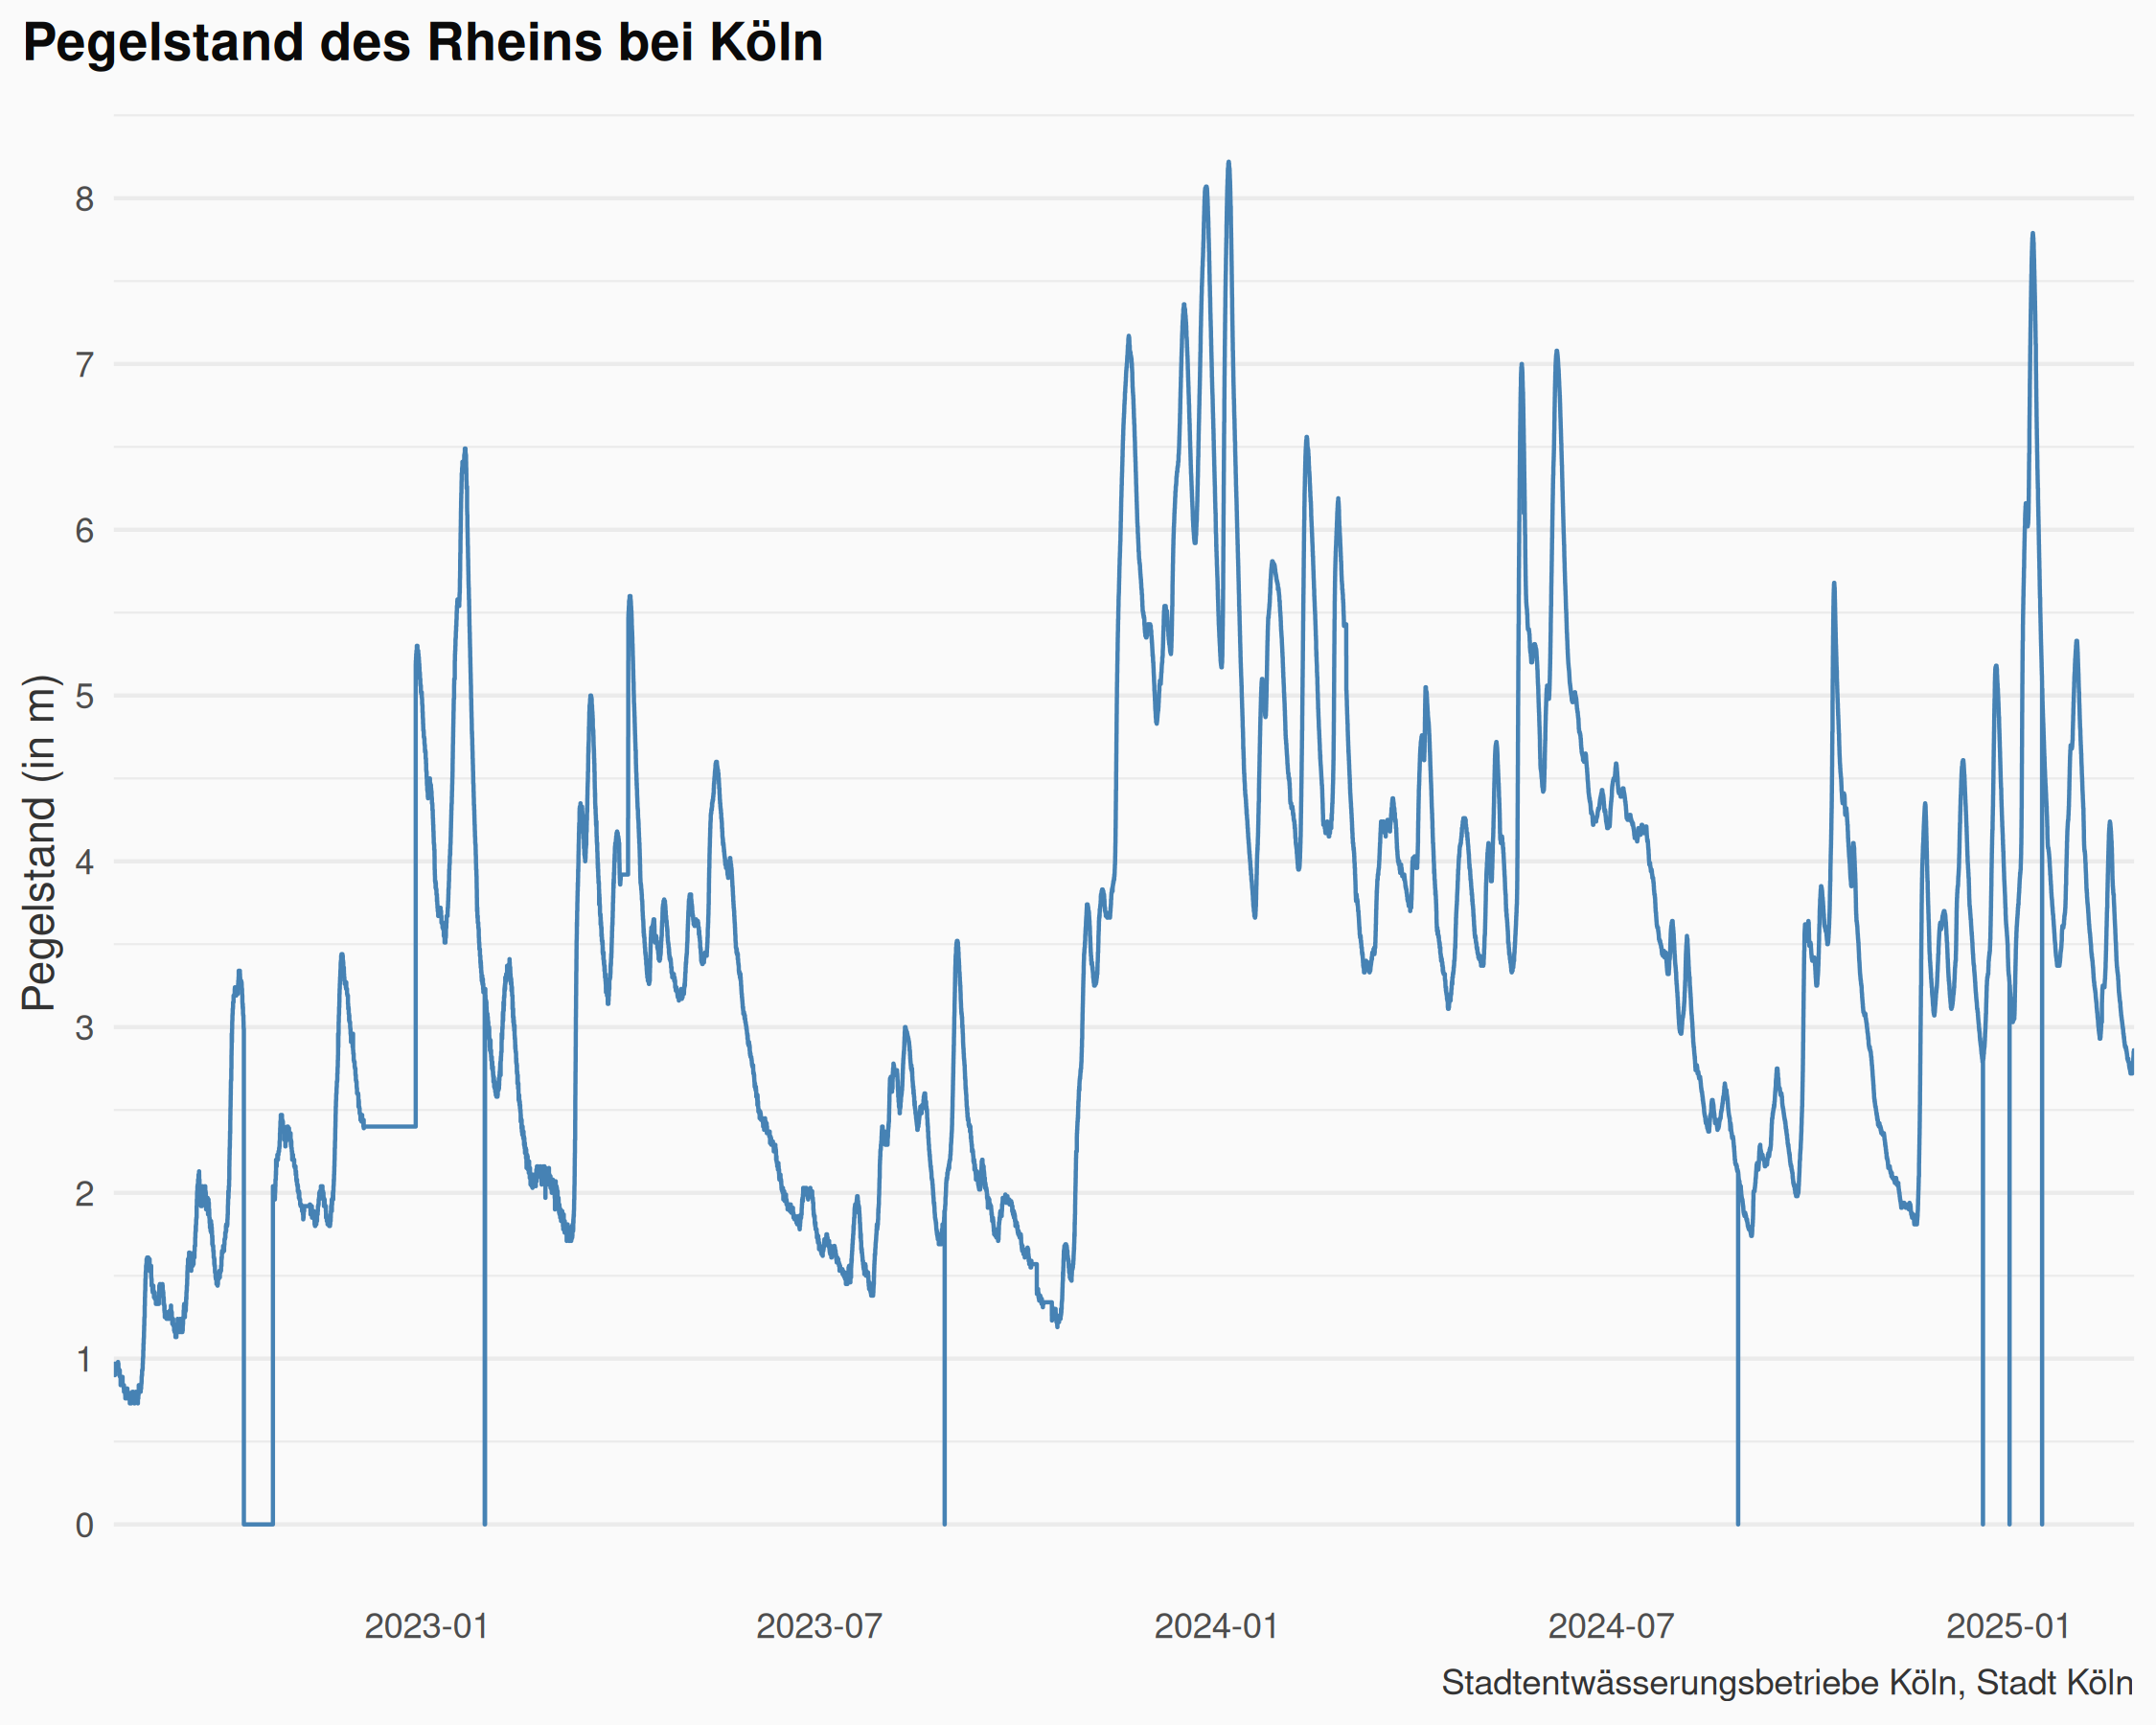 Pegelstand des Rheins bei Köln
Pegelstand (in m)
8
7
6
5
4
3
2
1
0
2023-01 2023-07 2024-01 2024-07 2025-01
Stadtentwässerungsbetriebe Köln, Stadt Köln